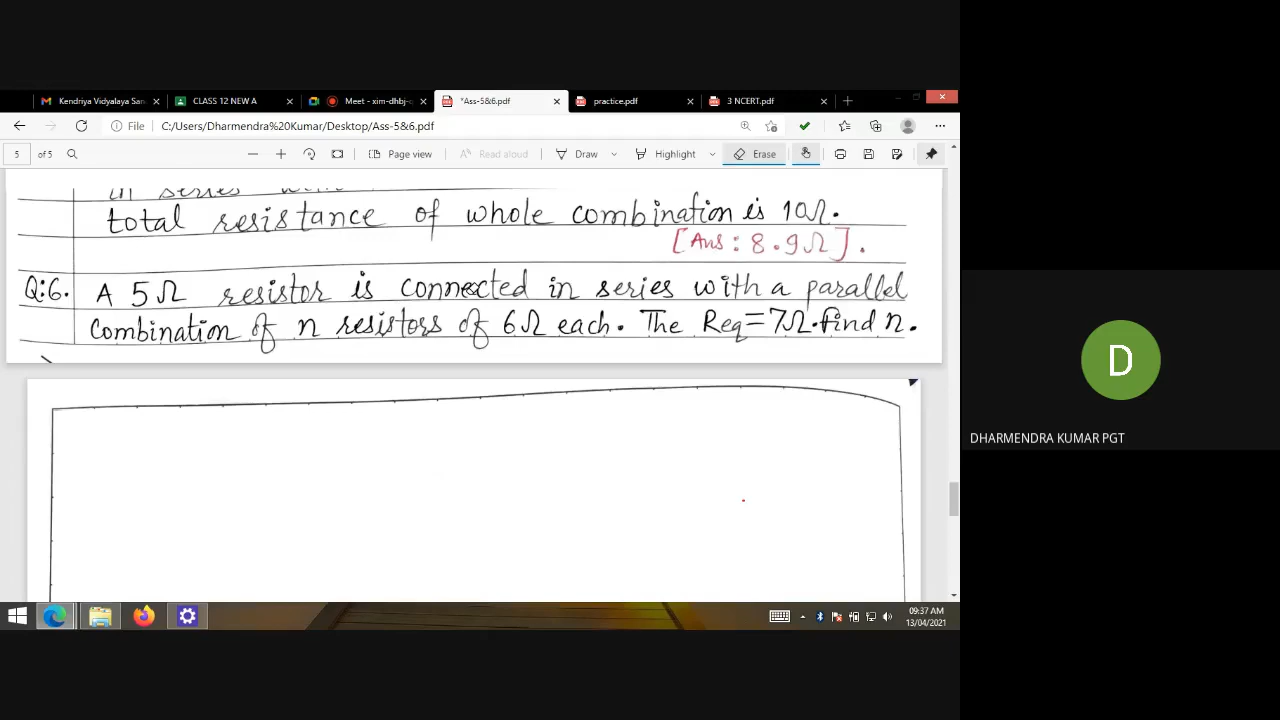 Kendriya Vidyalaya San
CLASS 12 NEW A
Meet - xim-dhbj-c
*Ass-5&6.pdf
practice.pdf
3 NCERT.pdf
File C:/Users/Dharmendra%20Kumar/Desktop/Ass-5&6.pdf
5 of 5 Page view Read aloud Draw Highlight Erase
in series
total resistance of whole combination is 10Ω.
[Ans: 8.9Ω].
Q:6. A 5Ω resistor is connected in series with a parallel
combination of n resistors of 6Ω each. The Req=7Ω. find n.
D
DHARMENDRA KUMAR PGT
09:37 AM
13/04/2021